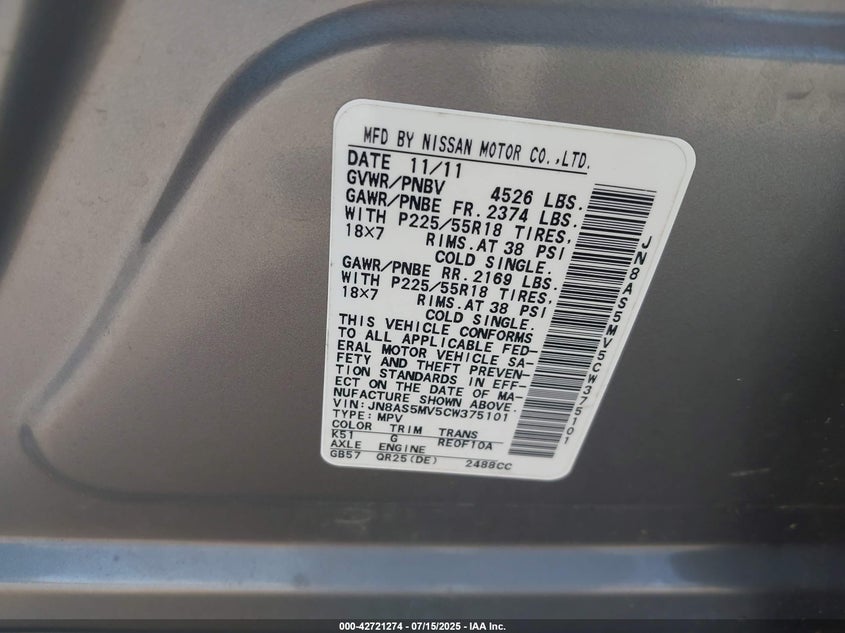 MFD BY NISSAN MOTOR CO.,LTD.
DATE 11/11
GVWR/PNBV 4526 LBS.
GAWR/PNBE FR. 2374 LBS.
WITH P225/55R18 TIRES,
18×7 RIMS.AT 38 PSI
COLD SINGLE.
GAWR/PNBE RR. 2169 LBS.
WITH P225/55R18 TIRES,
18×7 RIMS.AT 38 PSI
COLD SINGLE.
THIS VEHICLE CONFORMS
TO ALL APPLICABLE FED-
ERAL MOTOR VEHICLE SA-
FETY AND THEFT PREVEN-
TION STANDARDS IN EFF-
ECT ON THE DATE OF MA-
NUFACTURE SHOWN ABOVE.
VIN:JN8AS5MV5CW375101
TYPE: MPV
COLOR TRIM TRANS
K51 G RE0F10A
AXLE ENGINE
GB57 QR25(DE) 2488CC
JN8AS5MV5CW375101
000-42721274 - 07/15/2025 - IAA Inc.